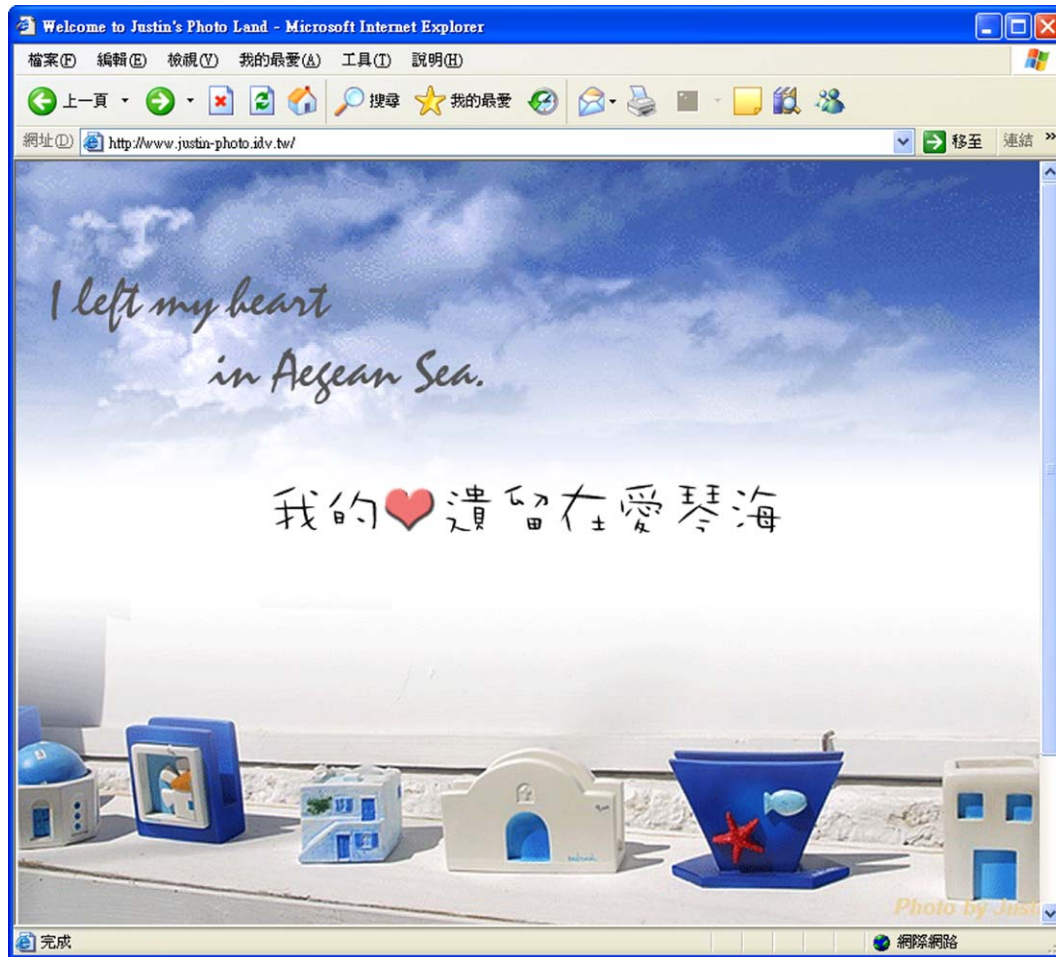 Welcome to Justin's Photo Land - Microsoft Internet Explorer
檔案(F) 編輯(E) 檢視(V) 我的最愛(A) 工具(T) 說明(H)
上一頁 搜尋 我的最愛
網址(D) http://www.justin-photo.idv.tw/ 移至 連結 »
I left my heart
in Aegean Sea.
我的❤遺留在愛琴海
Photo by Just
完成 網際網路